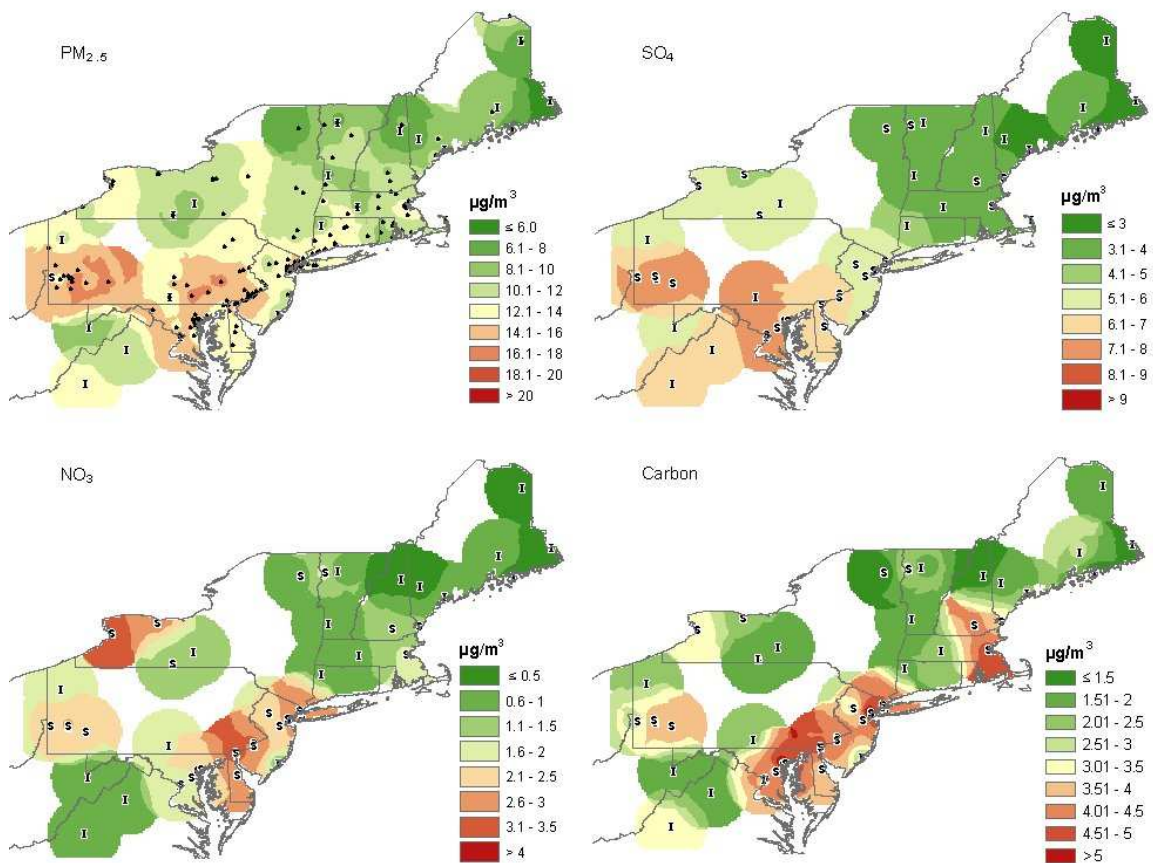 PM2.5
µg/m3
≤ 6.0
6.1 - 8
8.1 - 10
10.1 - 12
12.1 - 14
14.1 - 16
16.1 - 18
18.1 - 20
> 20
SO4
µg/m3
≤ 3
3.1 - 4
4.1 - 5
5.1 - 6
6.1 - 7
7.1 - 8
8.1 - 9
> 9
NO3
µg/m3
≤ 0.5
0.6 - 1
1.1 - 1.5
1.6 - 2
2.1 - 2.5
2.6 - 3
3.1 - 3.5
> 4
Carbon
µg/m3
≤ 1.5
1.51 - 2
2.01 - 2.5
2.51 - 3
3.01 - 3.5
3.51 - 4
4.01 - 4.5
4.51 - 5
>5